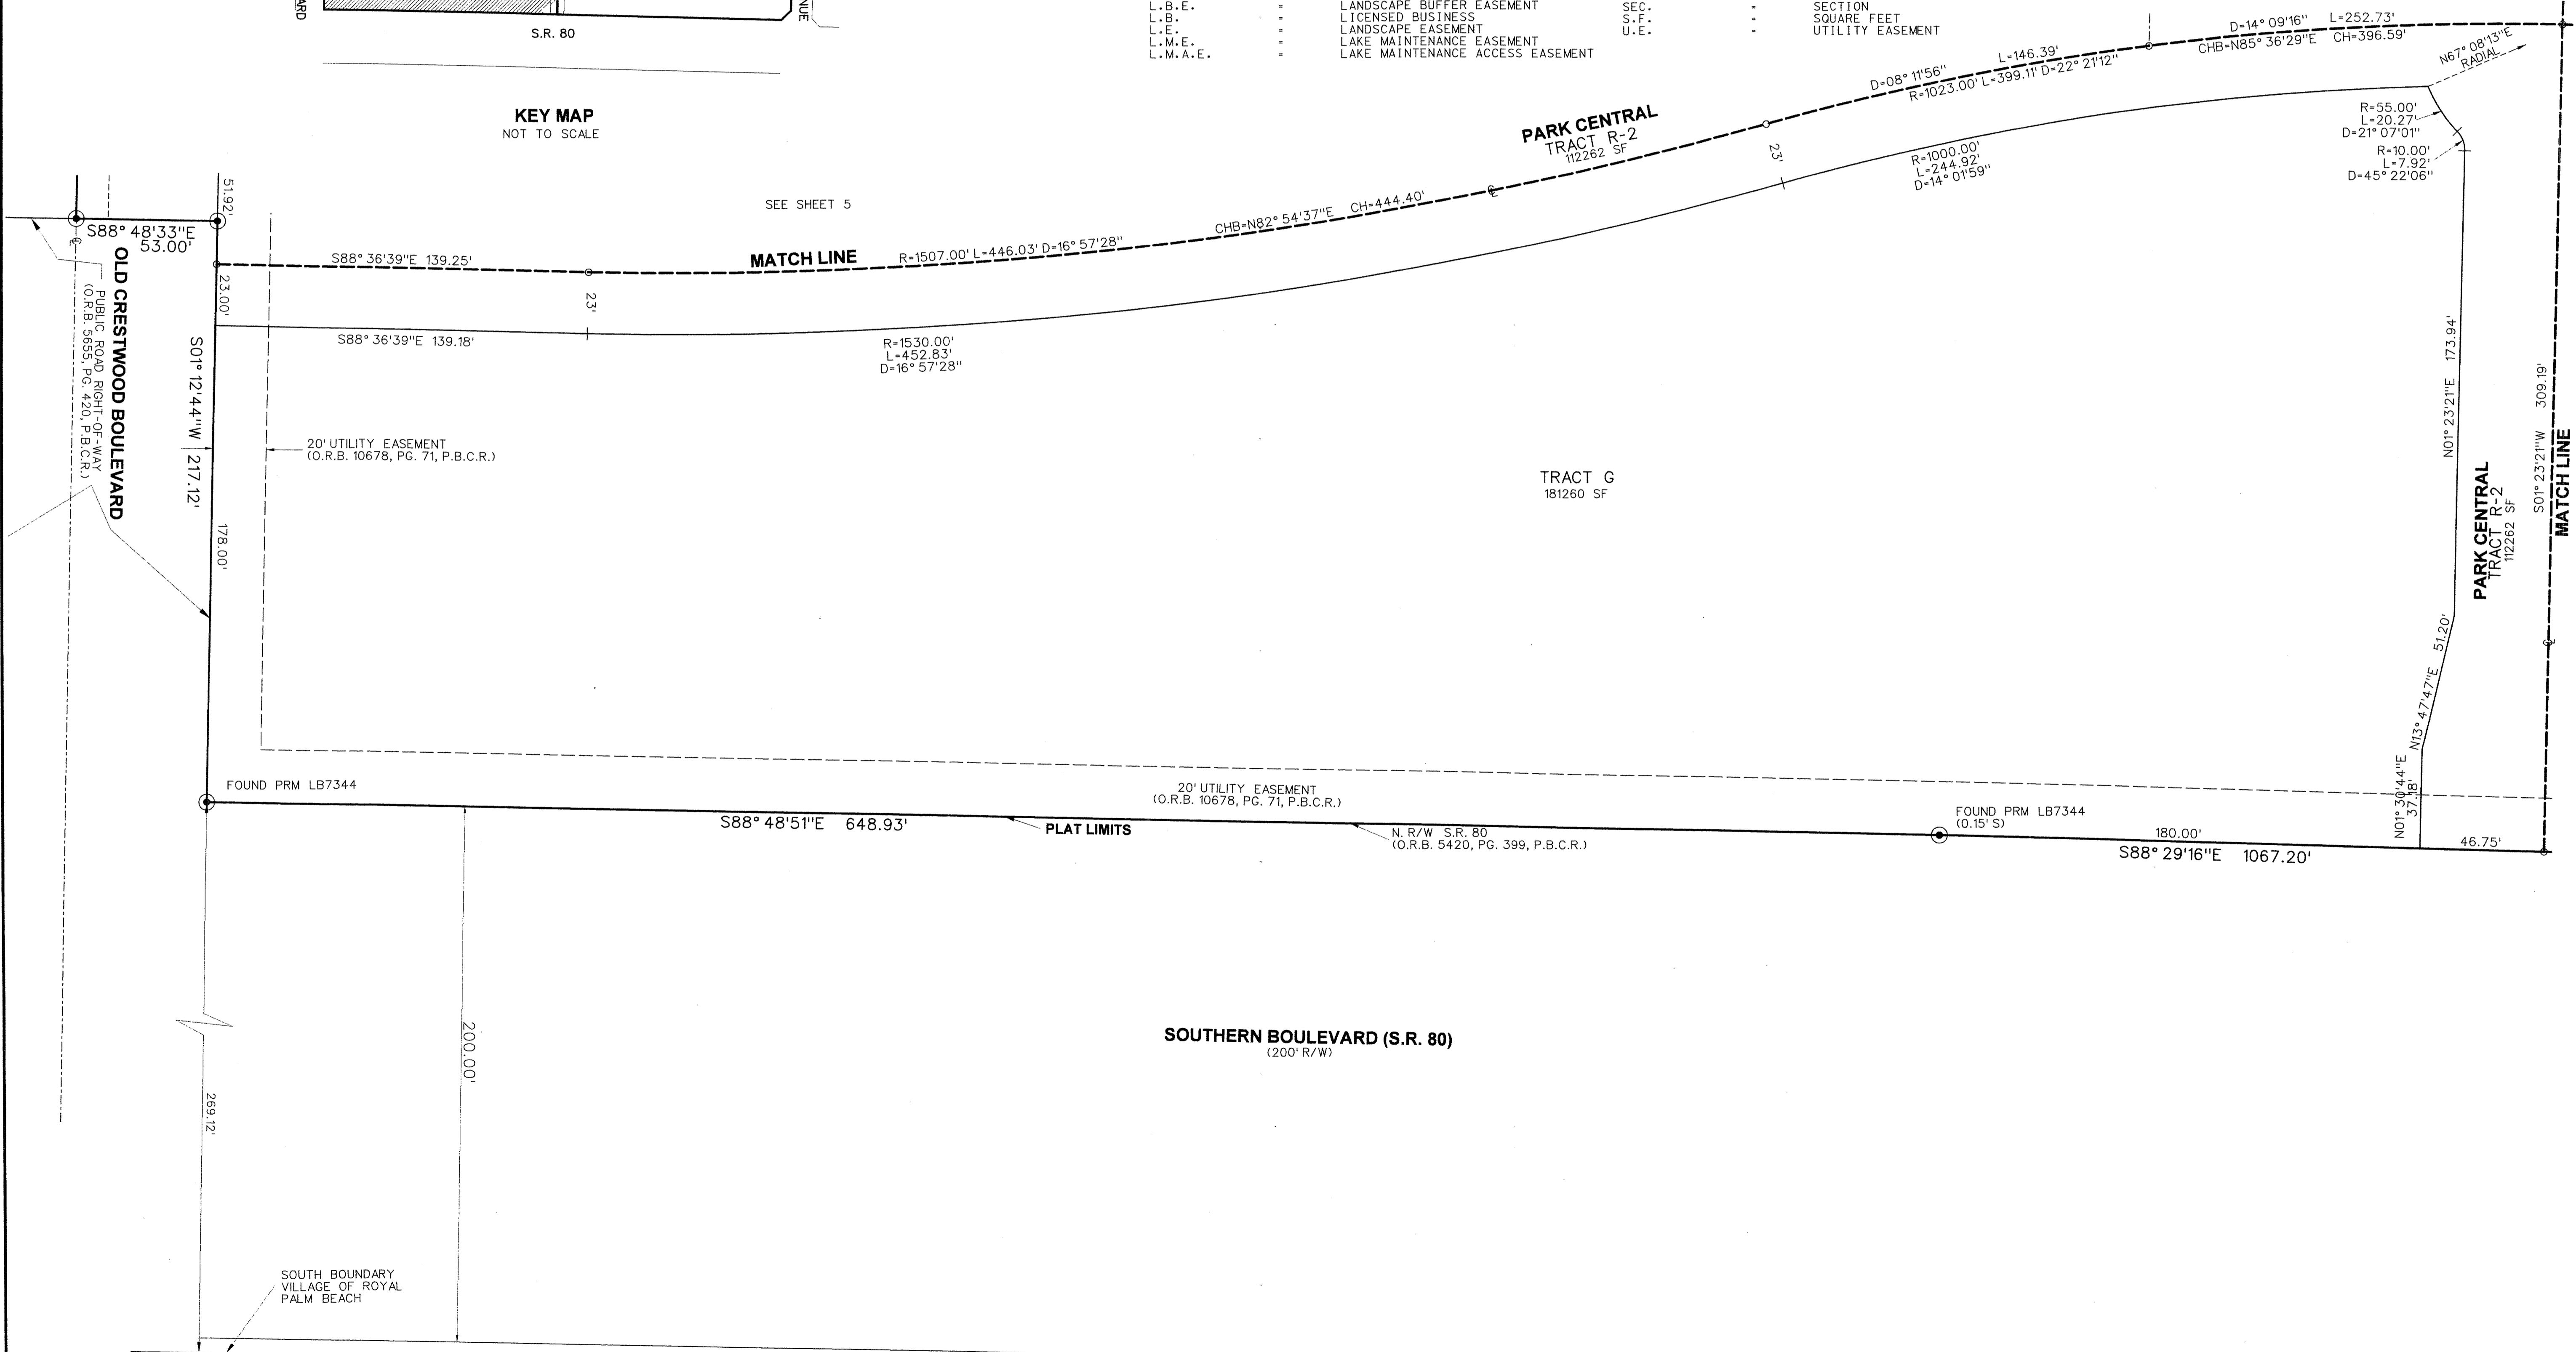 ARD
NUE
S.R. 80
KEY MAP
NOT TO SCALE
L.B.E. = LANDSCAPE BUFFER EASEMENT
L.B. = LICENSED BUSINESS
L.E. = LANDSCAPE EASEMENT
L.M.E. = LAKE MAINTENANCE EASEMENT
L.M.A.E. = LAKE MAINTENANCE ACCESS EASEMENT
SEC. = SECTION
S.F. = SQUARE FEET
U.E. = UTILITY EASEMENT
D=14° 09'16" L=252.73'
CHB=N85° 36'29"E CH=396.59'
N67° 08'13"E
RADIAL
L=146.39'
D=08° 11'56"
R=1023.00' L=399.11' D=22° 21'12"
R=55.00'
L=20.27'
D=21° 07'01"
R=10.00'
L=7.92'
D=45° 22'06"
PARK CENTRAL
TRACT R-2
112262 SF
23'
R=1000.00'
L=244.92'
D=14° 01'59"
51.92'
SEE SHEET 5
S88° 48'33"E
53.00'
CHB=N82° 54'37"E CH=444.40'
S88° 36'39"E 139.25'
MATCH LINE
R=1507.00' L=446.03' D=16° 57'28"
23.00'
23'
S88° 36'39"E 139.18'
R=1530.00'
L=452.83'
D=16° 57'28"
OLD CRESTWOOD BOULEVARD
PUBLIC ROAD RIGHT-OF-WAY
(O.R.B. 5655, PG. 420, P.B.C.R.)
S01° 12'44"W 217.12'
178.00'
20' UTILITY EASEMENT
(O.R.B. 10678, PG. 71, P.B.C.R.)
TRACT G
181260 SF
N01° 23'21"E 173.94'
S01° 23'21"W 309.19'
MATCH LINE
PARK CENTRAL
TRACT R-2
112262 SF
N13° 47'47"E 51.20'
N01° 30'44"E
37.18'
FOUND PRM LB7344
20' UTILITY EASEMENT
(O.R.B. 10678, PG. 71, P.B.C.R.)
FOUND PRM LB7344
(0.15' S)
S88° 48'51"E 648.93'
PLAT LIMITS
N. R/W S.R. 80
(O.R.B. 5420, PG. 399, P.B.C.R.)
180.00'
46.75'
S88° 29'16"E 1067.20'
200.00'
SOUTHERN BOULEVARD (S.R. 80)
(200' R/W)
269.12'
SOUTH BOUNDARY
VILLAGE OF ROYAL
PALM BEACH